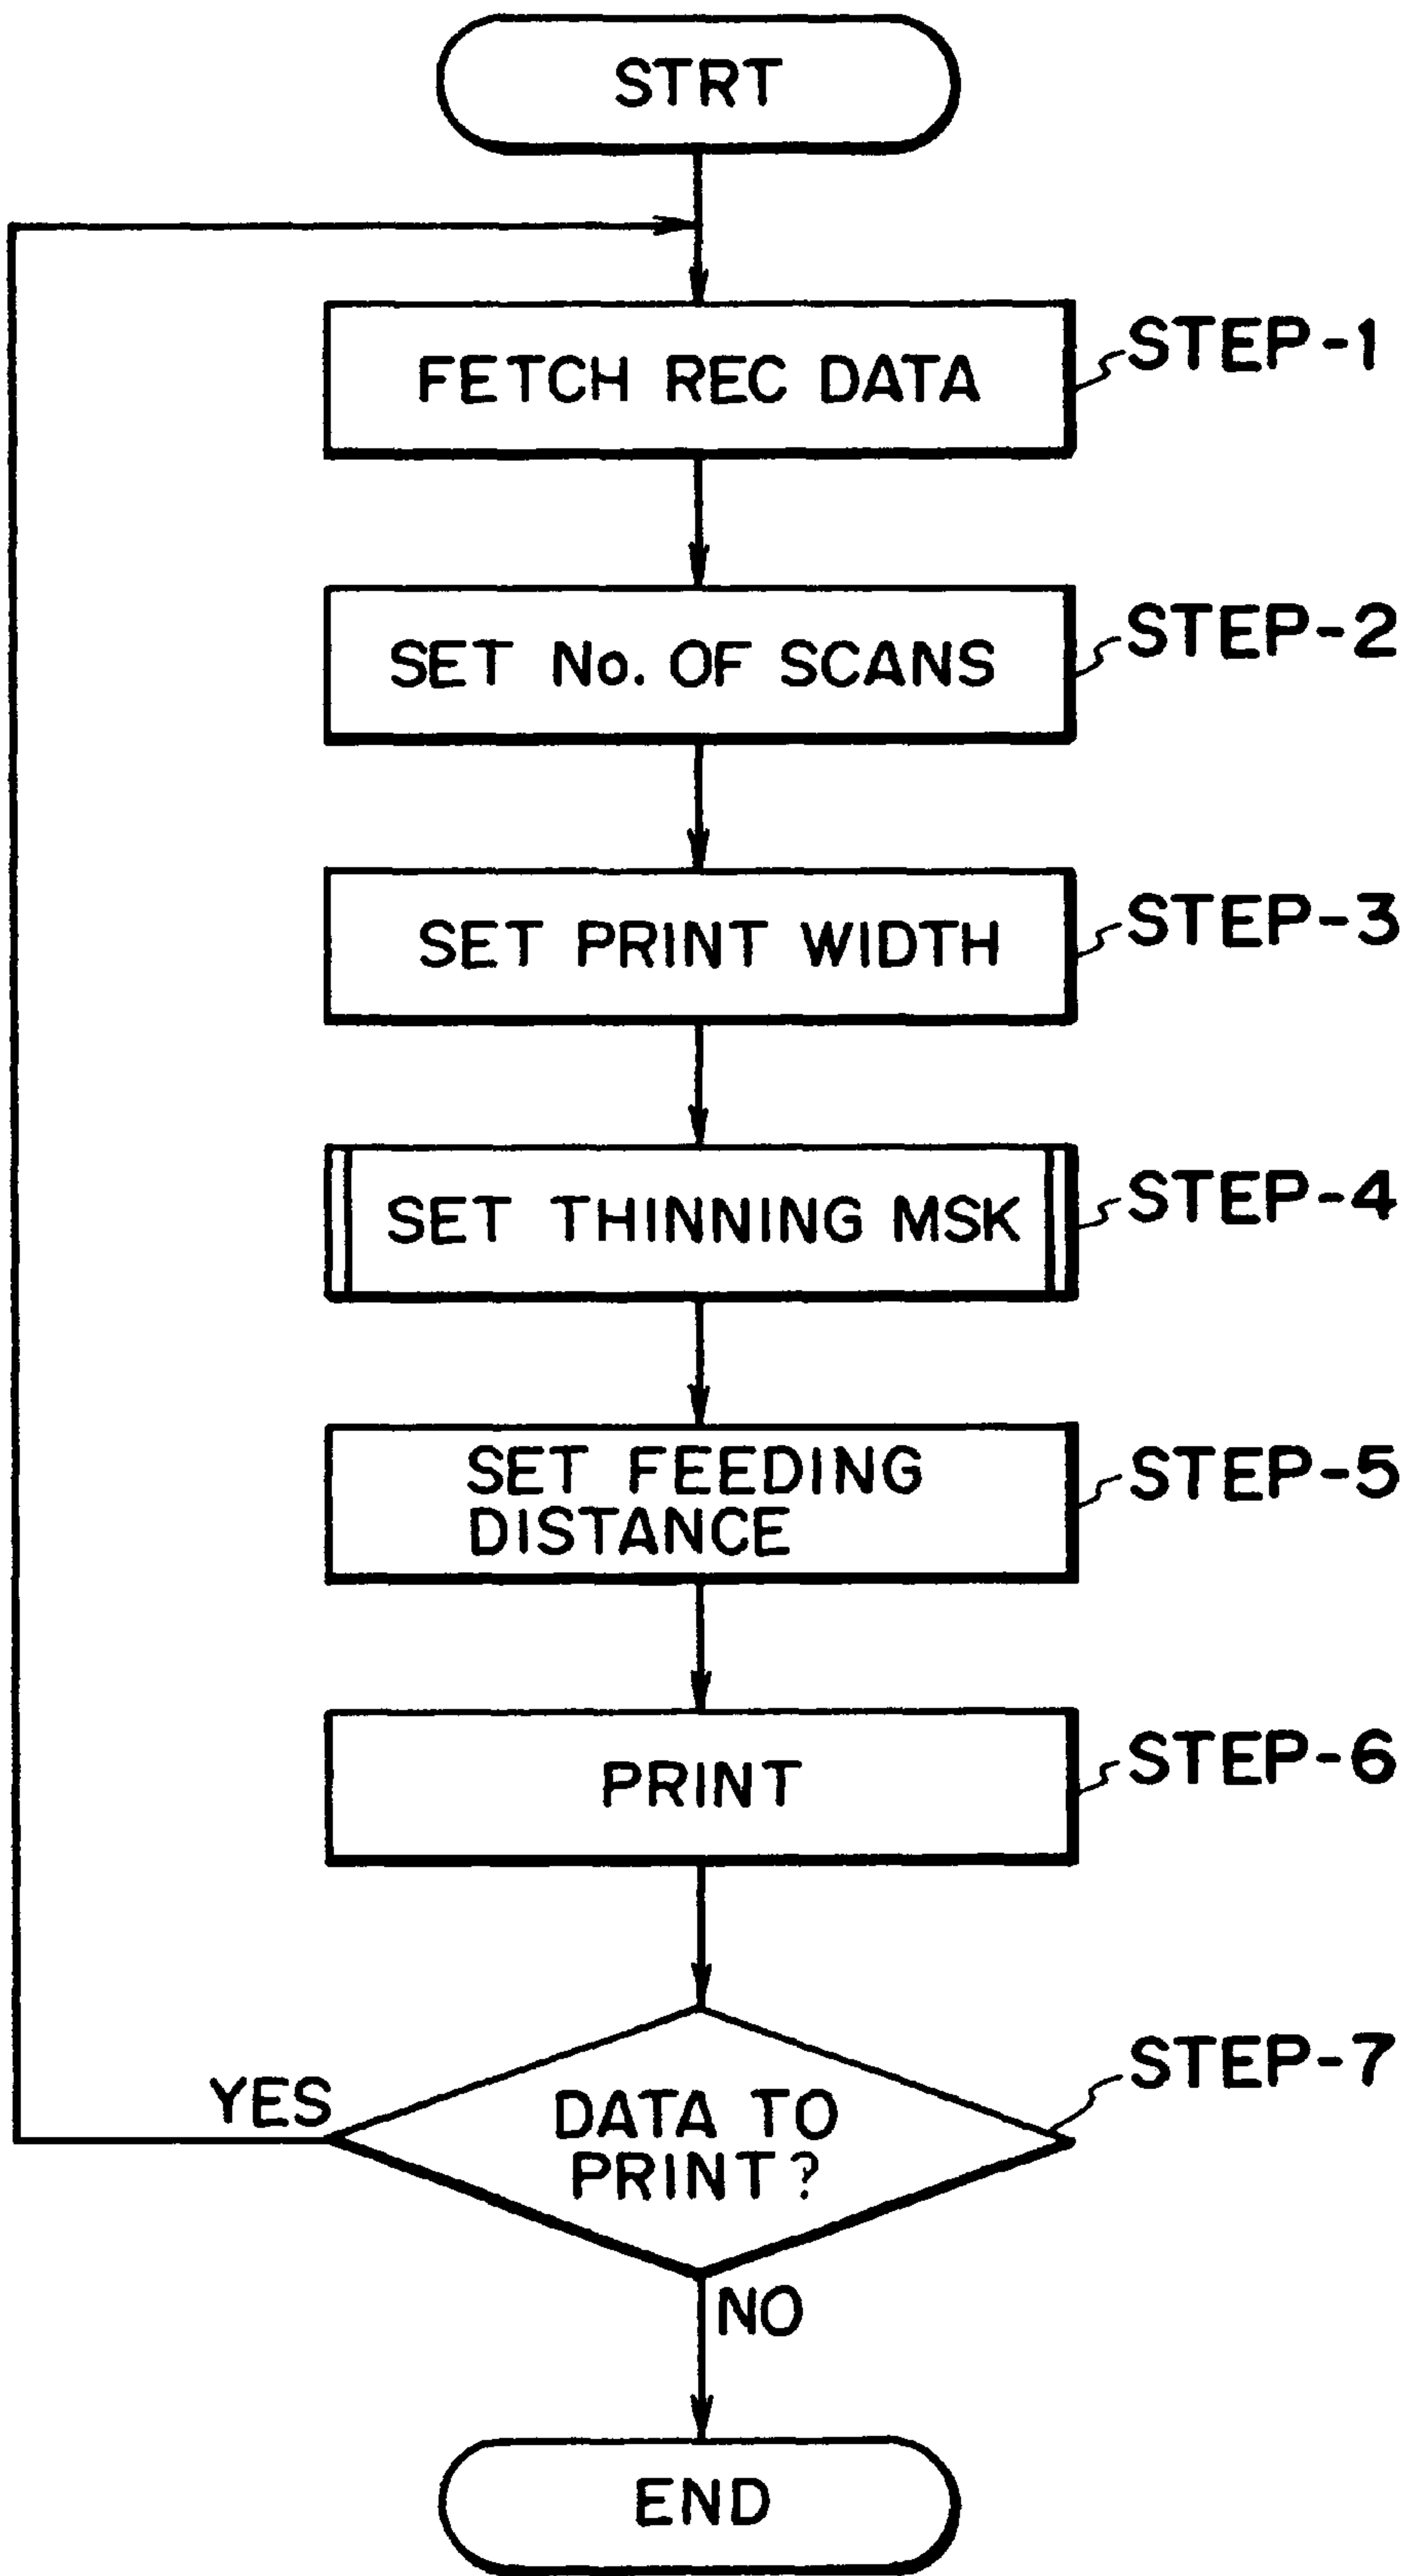 STRT
FETCH REC DATA
STEP-1
SET No. OF SCANS
STEP-2
SET PRINT WIDTH
STEP-3
SET THINNING MSK
STEP-4
SET FEEDING
DISTANCE
STEP-5
PRINT
STEP-6
DATA TO
PRINT?
STEP-7
YES
NO
END